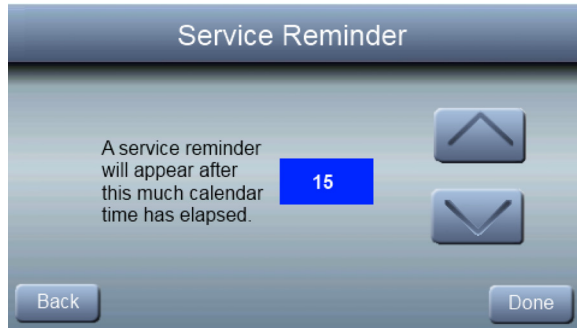 Service Reminder
A service reminder
will appear after
this much calendar
time has elapsed.
15
Back
Done